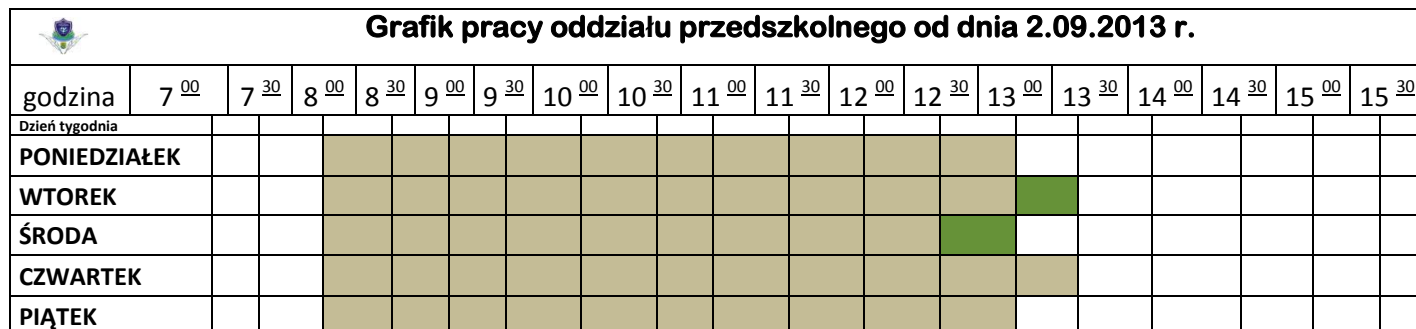 Grafik pracy oddziału przedszkolnego od dnia 2.09.2013 r.
godzina 7 00 7 30 8 00 8 30 9 00 9 30 10 00 10 30 11 00 11 30 12 00 12 30 13 00 13 30 14 00 14 30 15 00 15 30
Dzień tygodnia
PONIEDZIAŁEK
WTOREK
ŚRODA
CZWARTEK
PIĄTEK